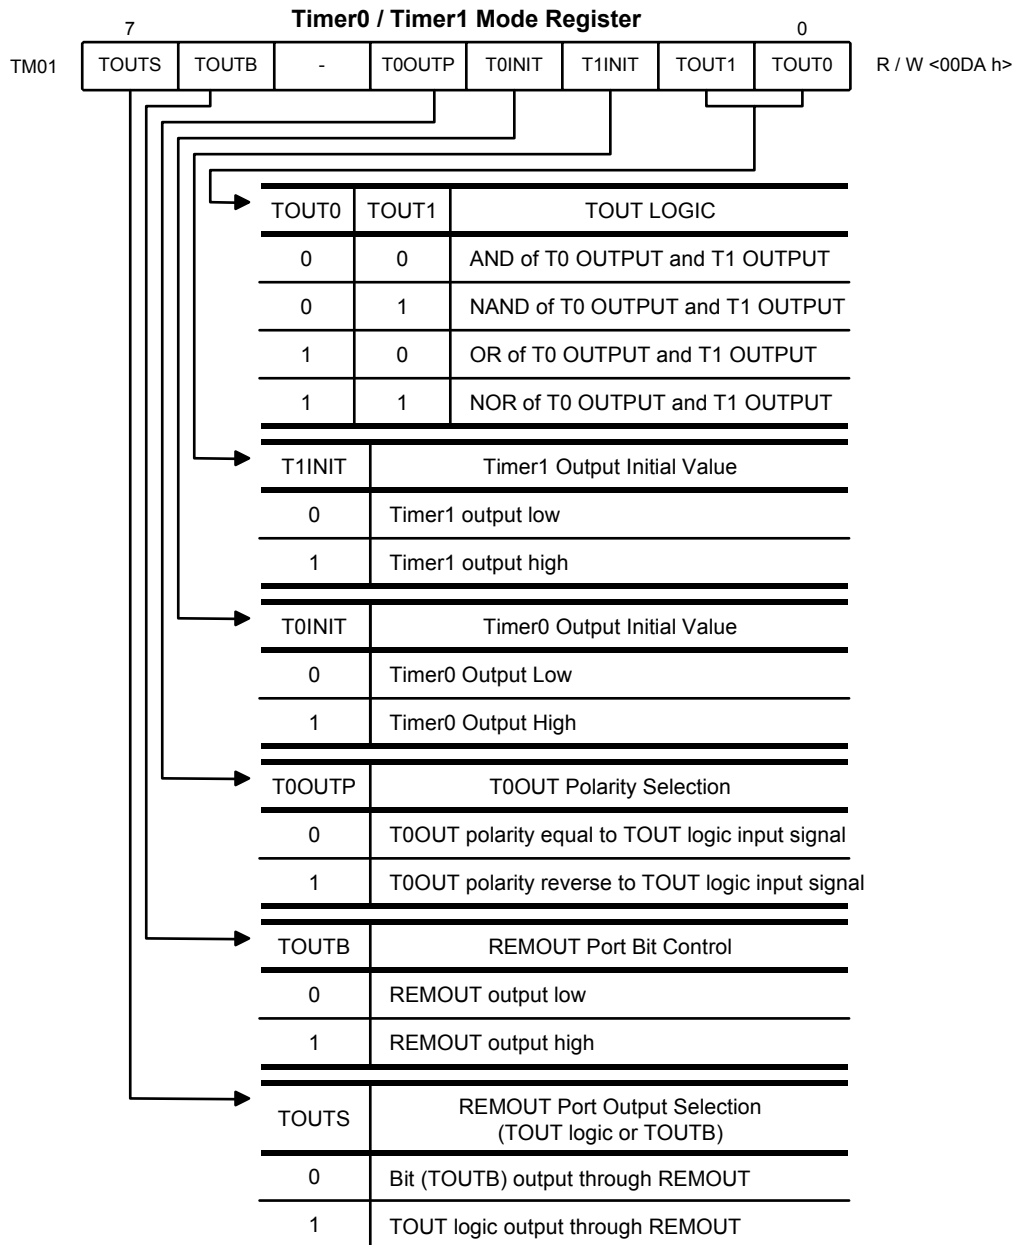 Timer0 / Timer1 Mode Register
7 0
TM01 TOUTS TOUTB - T0OUTP T0INIT T1INIT TOUT1 TOUT0 R / W <00DA h>
TOUT0 TOUT1 TOUT LOGIC
0 0 AND of T0 OUTPUT and T1 OUTPUT
0 1 NAND of T0 OUTPUT and T1 OUTPUT
1 0 OR of T0 OUTPUT and T1 OUTPUT
1 1 NOR of T0 OUTPUT and T1 OUTPUT
T1INIT Timer1 Output Initial Value
0 Timer1 output low
1 Timer1 output high
T0INIT Timer0 Output Initial Value
0 Timer0 Output Low
1 Timer0 Output High
T0OUTP T0OUT Polarity Selection
0 T0OUT polarity equal to TOUT logic input signal
1 T0OUT polarity reverse to TOUT logic input signal
TOUTB REMOUT Port Bit Control
0 REMOUT output low
1 REMOUT output high
TOUTS REMOUT Port Output Selection
(TOUT logic or TOUTB)
0 Bit (TOUTB) output through REMOUT
1 TOUT logic output through REMOUT